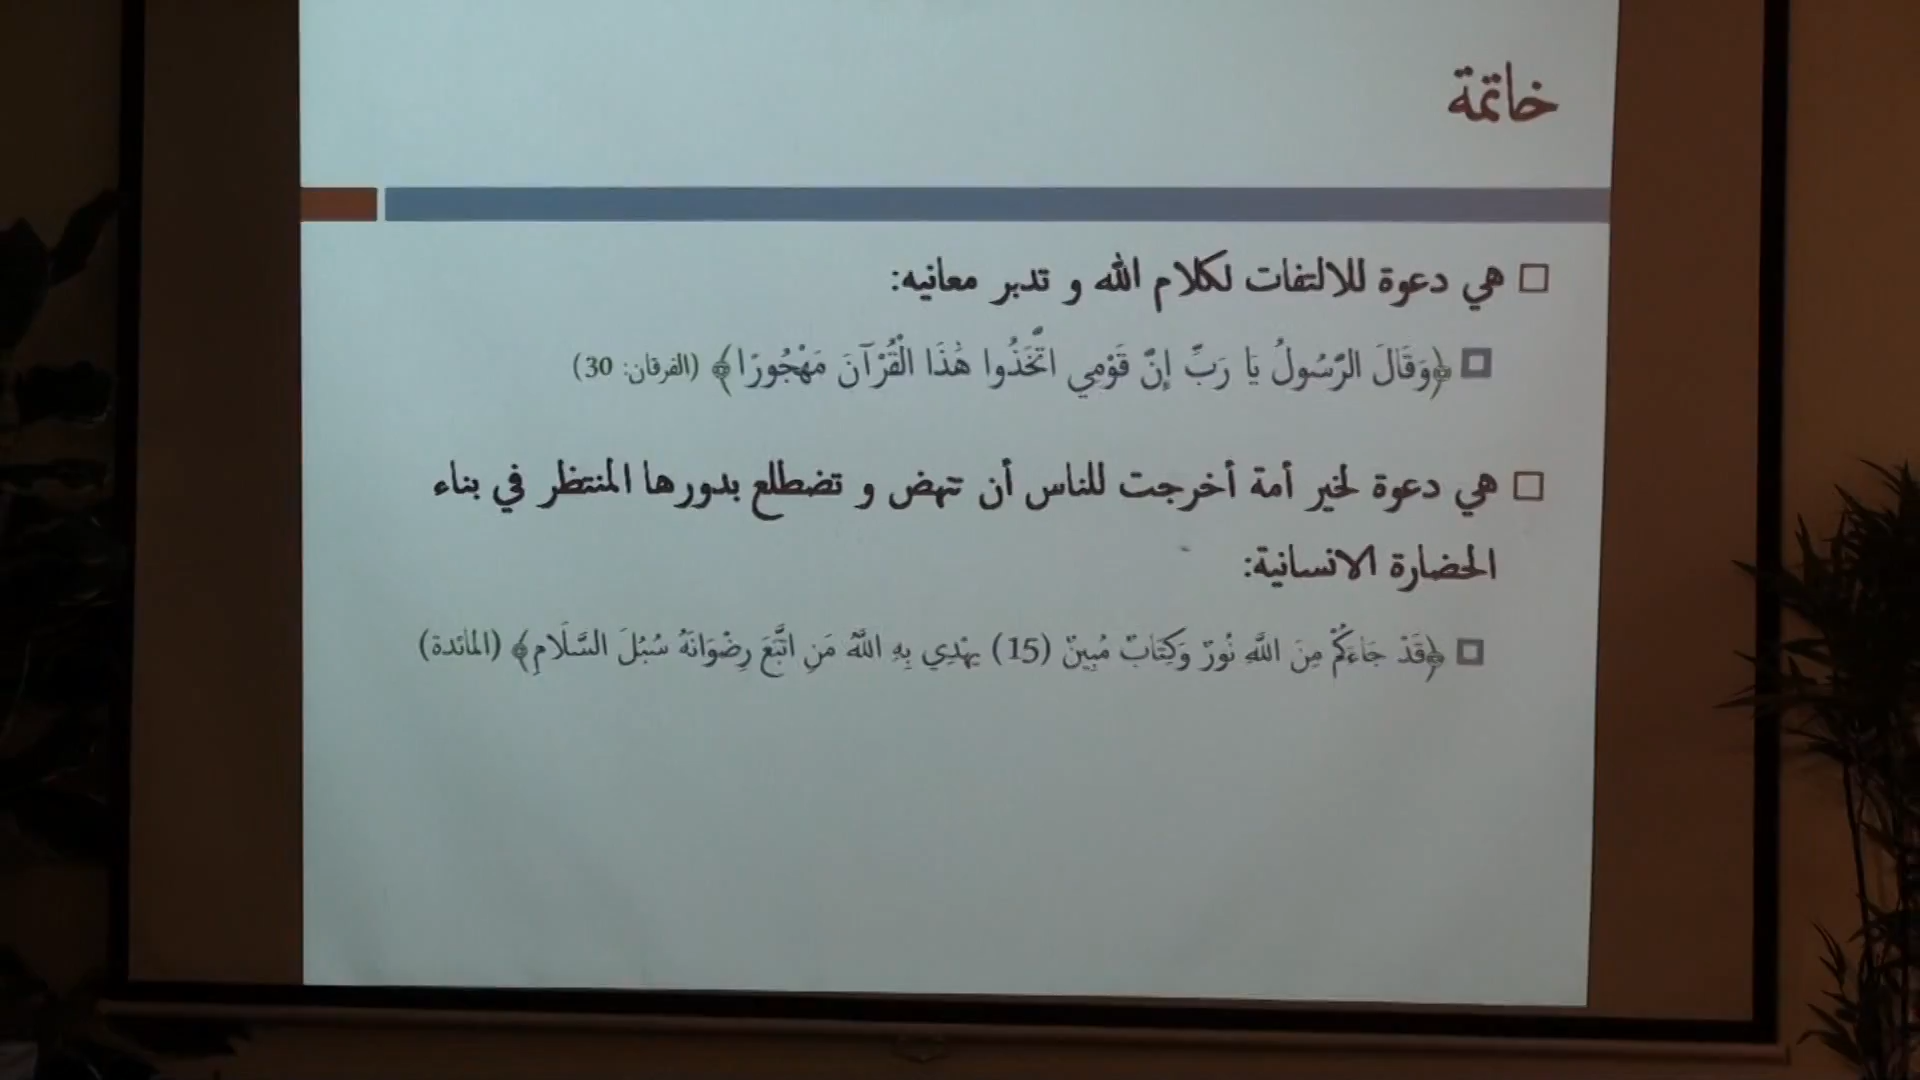 خاتمة
هي دعوة للالتفات لكلام الله و تدبر معانيه:
﴿وَقَالَ الرَّسُولُ يَا رَبِّ إِنَّ قَوْمِي اتَّخَذُوا هَٰذَا الْقُرْآنَ مَهْجُورًا﴾ (الفرقان: 30)
هي دعوة لخير أمة أخرجت للناس أن تنهض و تضطلع بدورها المنتظر في بناء
الحضارة الانسانية:
﴿قَدْ جَاءَكُمْ مِنَ اللَّهِ نُورٌ وَكِتَابٌ مُبِينٌ (15) يَهْدِي بِهِ اللَّهُ مَنِ اتَّبَعَ رِضْوَانَهُ سُبُلَ السَّلَامِ﴾ (المائدة)